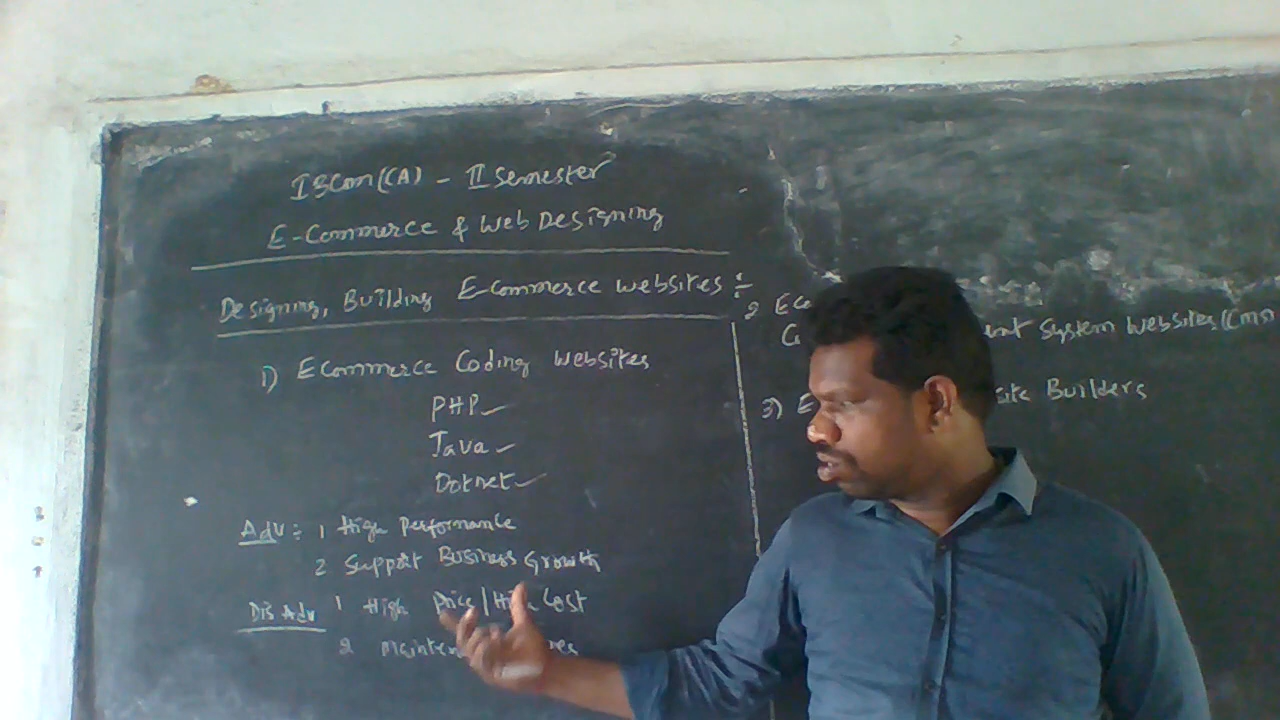 I BCom(CA) - II Semester
E-Commerce & Web Designing
Designing, Building E-Commerce Websites :-
1) E Commerce Coding Websites
PHP
Java
Dotnet
Adv :- 1 High Performance
2 Support Business Growth
Dis Adv 1 High Price / High Cost
2
2
System Websites (CMS)
3) E
Builders